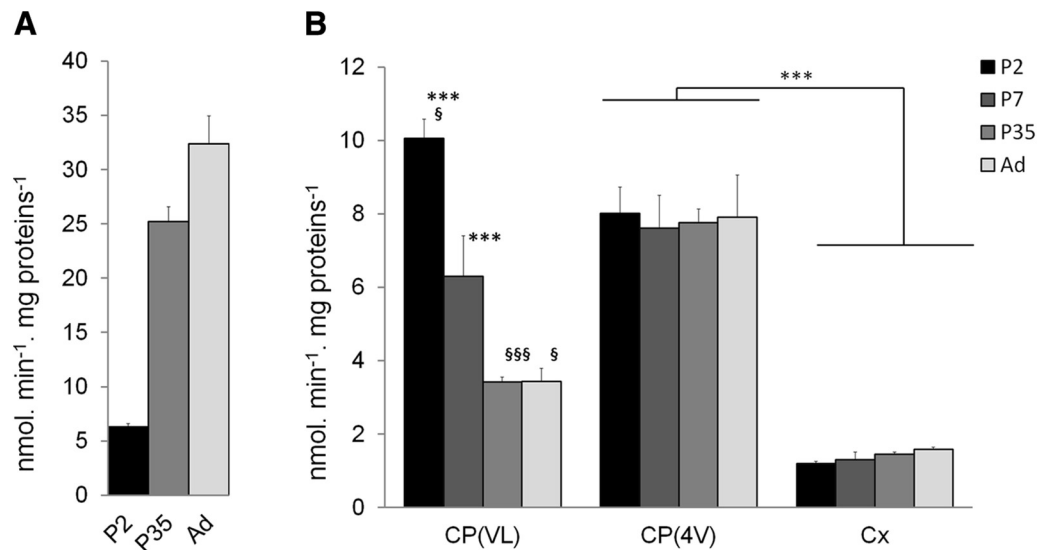 A
nmol. min⁻¹. mg proteins⁻¹
40
35
30
25
20
15
10
5
0
P2 P35 Ad
B
nmol. min⁻¹. mg proteins⁻¹
12
10
8
6
4
2
0
***
§
***
§§§ §
***
CP(VL) CP(4V) Cx
P2
P7
P35
Ad